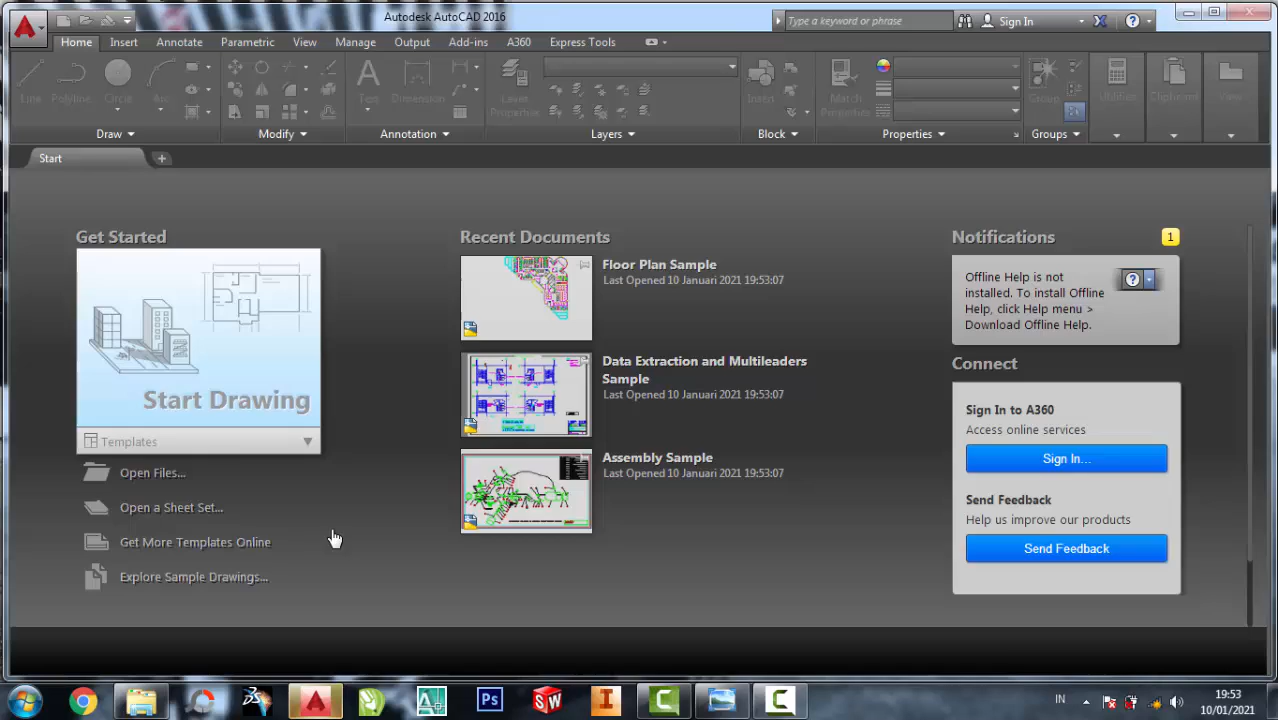 Autodesk AutoCAD 2016
Type a keyword or phrase
Sign In
Home Insert Annotate Parametric View Manage Output Add-ins A360 Express Tools
Line Polyline Circle Arc
Text Dimension
Layer
Properties
Insert
Match
Properties
Group
Utilities
Clipboard
View
Draw Modify Annotation Layers Block Properties Groups
Start
Get Started
Start Drawing
Templates
Open Files...
Open a Sheet Set...
Get More Templates Online
Explore Sample Drawings...
Recent Documents
Floor Plan Sample
Last Opened 10 Januari 2021 19:53:07
Data Extraction and Multileaders
Sample
Last Opened 10 Januari 2021 19:53:07
Assembly Sample
Last Opened 10 Januari 2021 19:53:07
Notifications 1
Offline Help is not
installed. To install Offline
Help, click Help menu >
Download Offline Help.
Connect
Sign In to A360
Access online services
Sign In...
Send Feedback
Help us improve our products
Send Feedback
Ps
SW
IN
19:53
10/01/2021